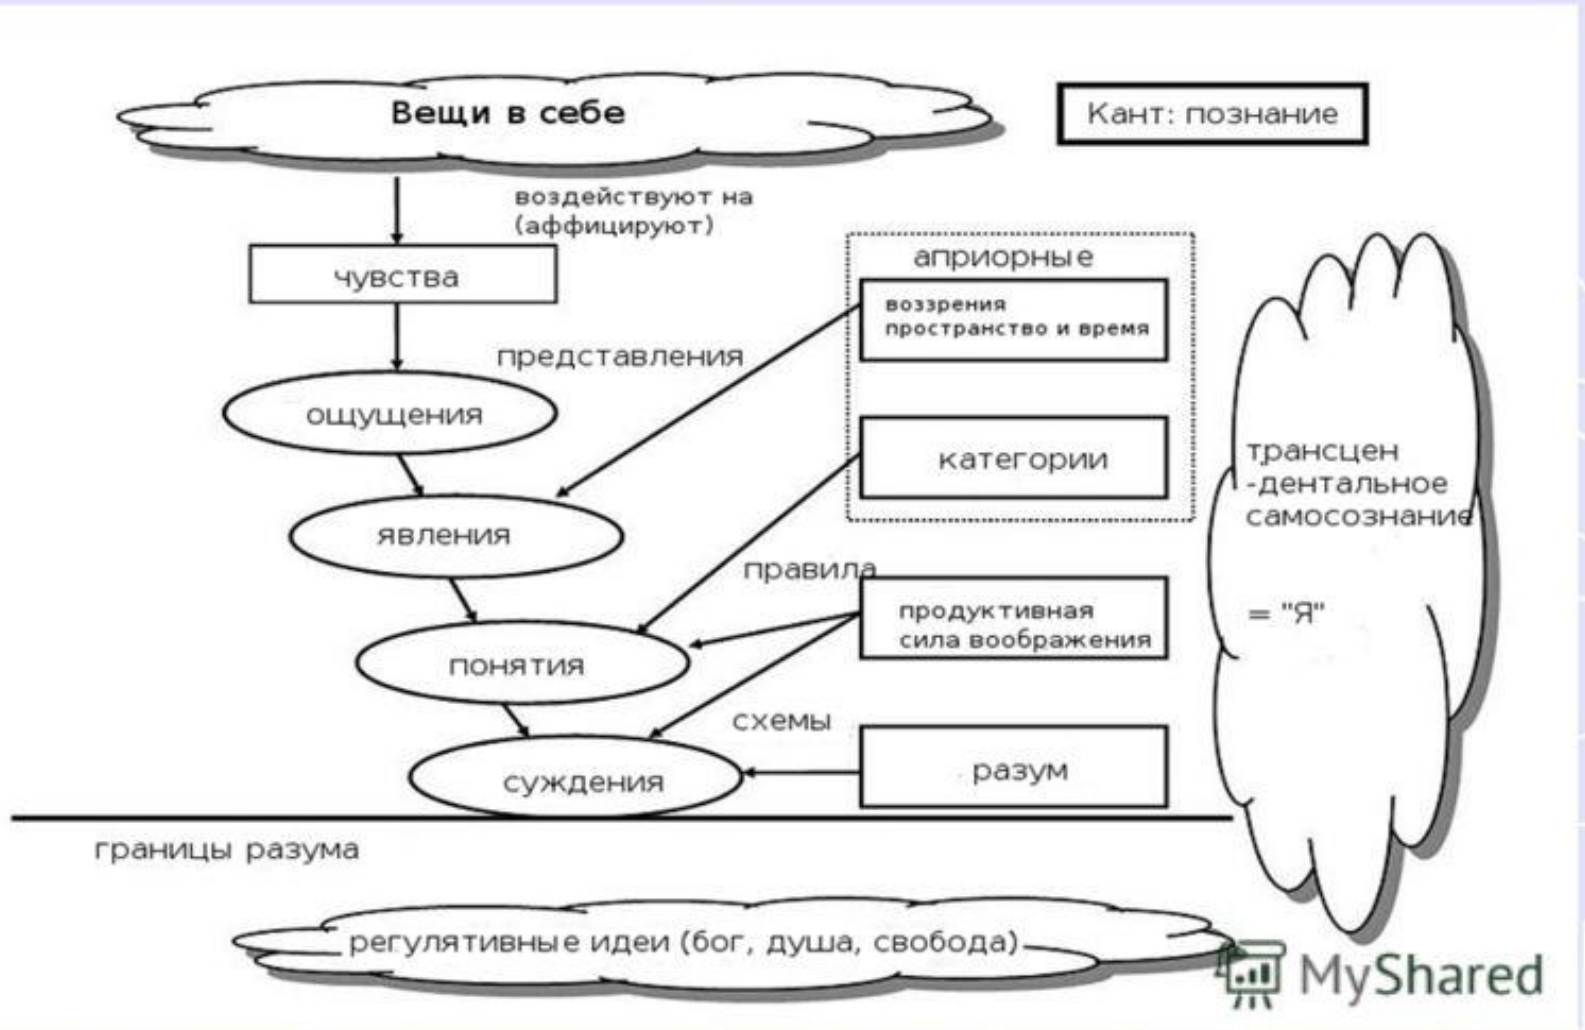 Вещи в себе
Кант: познание
воздействуют на
(аффицируют)
чувства
априорные
воззрения
пространство и время
представления
ощущения
категории
трансцен
-дентальное
самосознание
явления
правила
продуктивная
сила воображения
= "Я"
понятия
схемы
разум
суждения
границы разума
регулятивные идеи (бог, душа, свобода)
MyShared